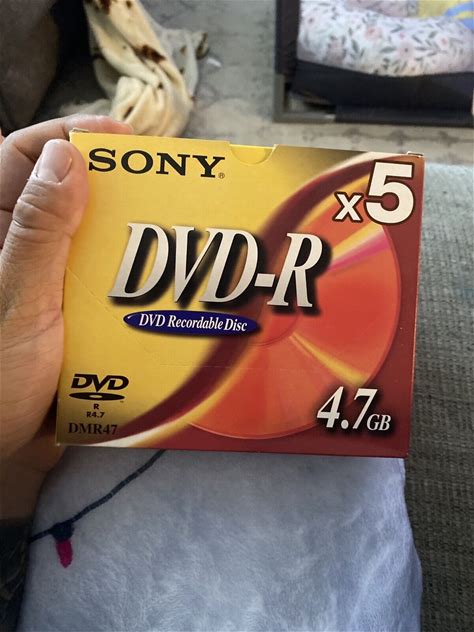 SONY®
x5
DVD-R
DVD Recordable Disc
DVD
R
R4.7
DMR47
4.7GB